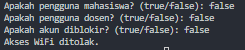 Apakah pengguna mahasiswa? (true/false): false
Apakah pengguna dosen? (true/false): false
Apakah akun diblokir? (true/false): false
Akses WiFi ditolak.